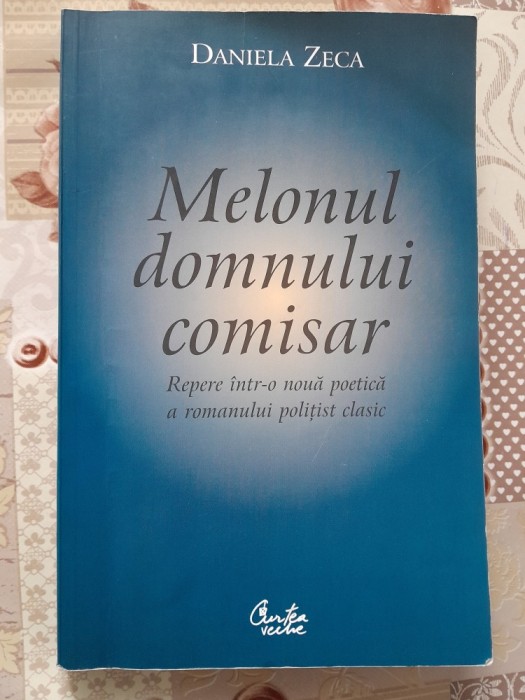 DANIELA ZECA
Melonul
domnului
comisar
Repere într-o nouă poetică
a romanului polițist clasic
Curtea
veche